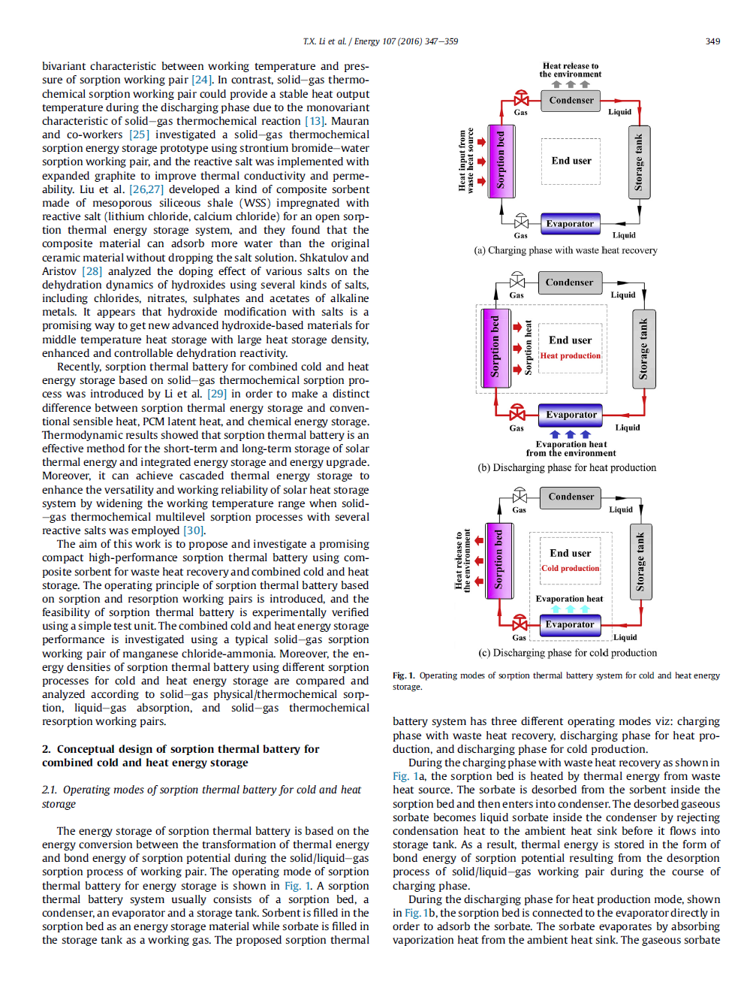 T.X. Li et al. / Energy 107 (2016) 347–359
349
bivariant characteristic between working temperature and pres-
sure of sorption working pair [24]. In contrast, solid–gas thermo-
chemical sorption working pair could provide a stable heat output
temperature during the discharging phase due to the monovariant
characteristic of solid–gas thermochemical reaction [13]. Mauran
and co-workers [25] investigated a solid–gas thermochemical
sorption energy storage prototype using strontium bromide–water
sorption working pair, and the reactive salt was implemented with
expanded graphite to improve thermal conductivity and perme-
ability. Liu et al. [26,27] developed a kind of composite sorbent
made of mesoporous siliceous shale (WSS) impregnated with
reactive salt (lithium chloride, calcium chloride) for an open sorp-
tion thermal energy storage system, and they found that the
composite material can adsorb more water than the original
ceramic material without dropping the salt solution. Shkatulov and
Aristov [28] analyzed the doping effect of various salts on the
dehydration dynamics of hydroxides using several kinds of salts,
including chlorides, nitrates, sulphates and acetates of alkaline
metals. It appears that hydroxide modification with salts is a
promising way to get new advanced hydroxide-based materials for
middle temperature heat storage with large heat storage density,
enhanced and controllable dehydration reactivity.
Recently, sorption thermal battery for combined cold and heat
energy storage based on solid–gas thermochemical sorption pro-
cess was introduced by Li et al. [29] in order to make a distinct
difference between sorption thermal energy storage and conven-
tional sensible heat, PCM latent heat, and chemical energy storage.
Thermodynamic results showed that sorption thermal battery is an
effective method for the short-term and long-term storage of solar
thermal energy and integrated energy storage and energy upgrade.
Moreover, it can achieve cascaded thermal energy storage to
enhance the versatility and working reliability of solar heat storage
system by widening the working temperature range when solid-
–gas thermochemical multilevel sorption processes with several
reactive salts was employed [30].
The aim of this work is to propose and investigate a promising
compact high-performance sorption thermal battery using com-
posite sorbent for waste heat recovery and combined cold and heat
storage. The operating principle of sorption thermal battery based
on sorption and resorption working pairs is introduced, and the
feasibility of sorption thermal battery is experimentally verified
using a simple test unit. The combined cold and heat energy storage
performance is investigated using a typical solid–gas sorption
working pair of manganese chloride-ammonia. Moreover, the en-
ergy densities of sorption thermal battery using different sorption
processes for cold and heat energy storage are compared and
analyzed according to solid–gas physical/thermochemical sorp-
tion, liquid–gas absorption, and solid–gas thermochemical
resorption working pairs.
2. Conceptual design of sorption thermal battery for
combined cold and heat energy storage
2.1. Operating modes of sorption thermal battery for cold and heat
storage
The energy storage of sorption thermal battery is based on the
energy conversion between the transformation of thermal energy
and bond energy of sorption potential during the solid/liquid–gas
sorption process of working pair. The operating mode of sorption
thermal battery for energy storage is shown in Fig. 1. A sorption
thermal battery system usually consists of a sorption bed, a
condenser, an evaporator and a storage tank. Sorbent is filled in the
sorption bed as an energy storage material while sorbate is filled in
the storage tank as a working gas. The proposed sorption thermal
Heat release to
the environment
Condenser
Gas
Liquid
Heat input from
waste heat source
Sorption bed
End user
Storage tank
Evaporator
Gas
Liquid
(a) Charging phase with waste heat recovery
Condenser
Gas
Liquid
Sorption bed
Sorption heat
End user
Heat production
Storage tank
Evaporator
Gas
Liquid
Evaporation heat
from the environment
(b) Discharging phase for heat production
Condenser
Gas
Liquid
Heat release to
the environment
Sorption bed
End user
Cold production
Storage tank
Evaporation heat
Evaporator
Gas
Liquid
(c) Discharging phase for cold production
Fig. 1. Operating modes of sorption thermal battery system for cold and heat energy
storage.
battery system has three different operating modes viz: charging
phase with waste heat recovery, discharging phase for heat pro-
duction, and discharging phase for cold production.
During the charging phase with waste heat recovery as shown in
Fig. 1a, the sorption bed is heated by thermal energy from waste
heat source. The sorbate is desorbed from the sorbent inside the
sorption bed and then enters into condenser. The desorbed gaseous
sorbate becomes liquid sorbate inside the condenser by rejecting
condensation heat to the ambient heat sink before it flows into
storage tank. As a result, thermal energy is stored in the form of
bond energy of sorption potential resulting from the desorption
process of solid/liquid–gas working pair during the course of
charging phase.
During the discharging phase for heat production mode, shown
in Fig. 1b, the sorption bed is connected to the evaporator directly in
order to adsorb the sorbate. The sorbate evaporates by absorbing
vaporization heat from the ambient heat sink. The gaseous sorbate